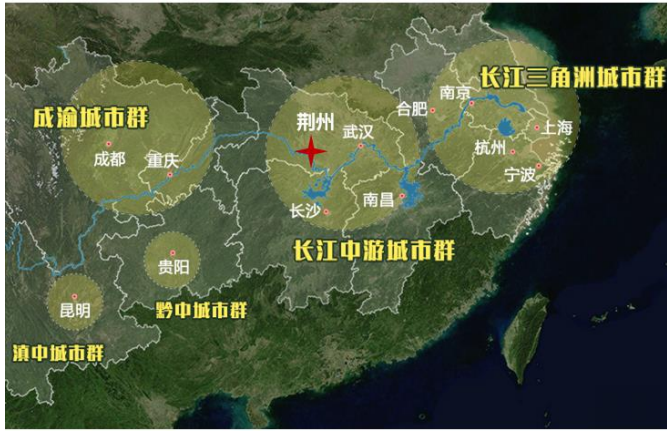 长江三角洲城市群
南京
合肥
上海
杭州
宁波
成渝城市群
成都
重庆
荆州
武汉
长沙
南昌
长江中游城市群
贵阳
黔中城市群
昆明
滇中城市群